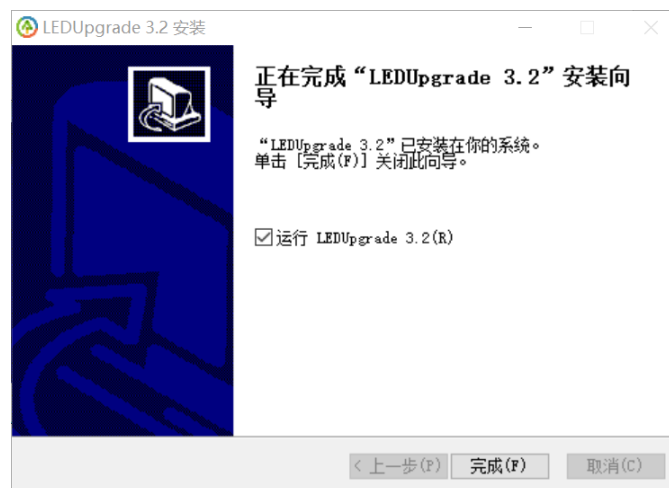 LEDUpgrade 3.2 安装
正在完成“LEDUpgrade 3.2”安装向
导
“LEDUpgrade 3.2”已安装在你的系统。
单击 [完成(F)] 关闭此向导。
运行 LEDUpgrade 3.2(R)
< 上一步(P) 完成(F) 取消(C)